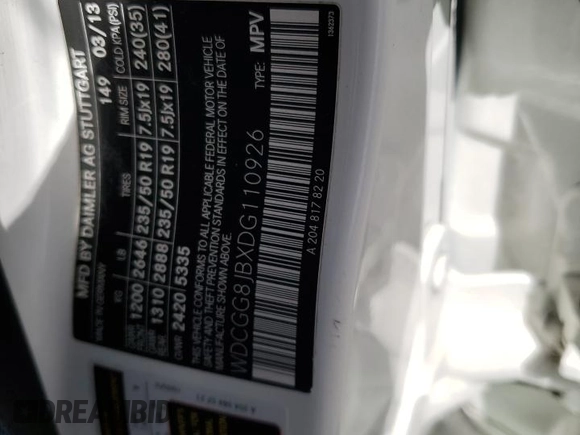 MFD BY DAIMLER AG STUTTGART
MADE IN GERMANY 149 03/13
KG LB TIRES RIM SIZE COLD KPA(PSI)
1200 2646 235/50 R19 7.5Jx19 240(35)
1310 2888 235/50 R19 7.5Jx19 280(41)
GVWR 2420 5335
THIS VEHICLE CONFORMS TO ALL APPLICABLE FEDERAL MOTOR VEHICLE
SAFETY AND THEFT PREVENTION STANDARDS IN EFFECT ON THE DATE OF
MANUFACTURE SHOWN ABOVE.
WDCGG8JBXDG110926 TYPE: MPV
A 204 817 82 20 1382373
DREAMBID